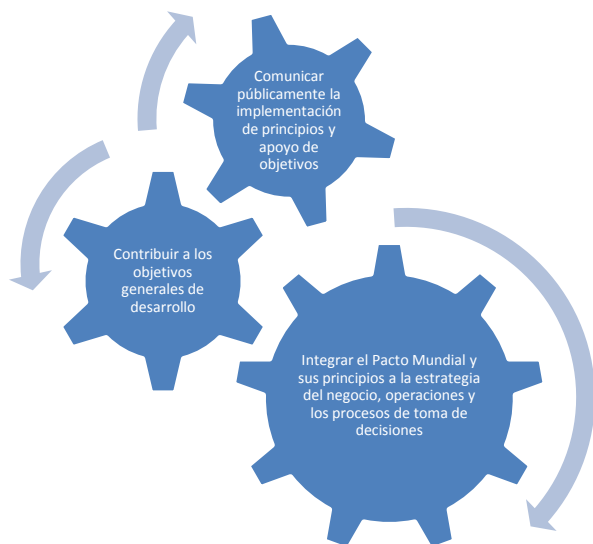 Comunicar
públicamente la
implementación
de principios y
apoyo de
objetivos
Contribuir a los
objetivos
generales de
desarrollo
Integrar el Pacto Mundial y
sus principios a la estrategia
del negocio, operaciones y
los procesos de toma de
decisiones